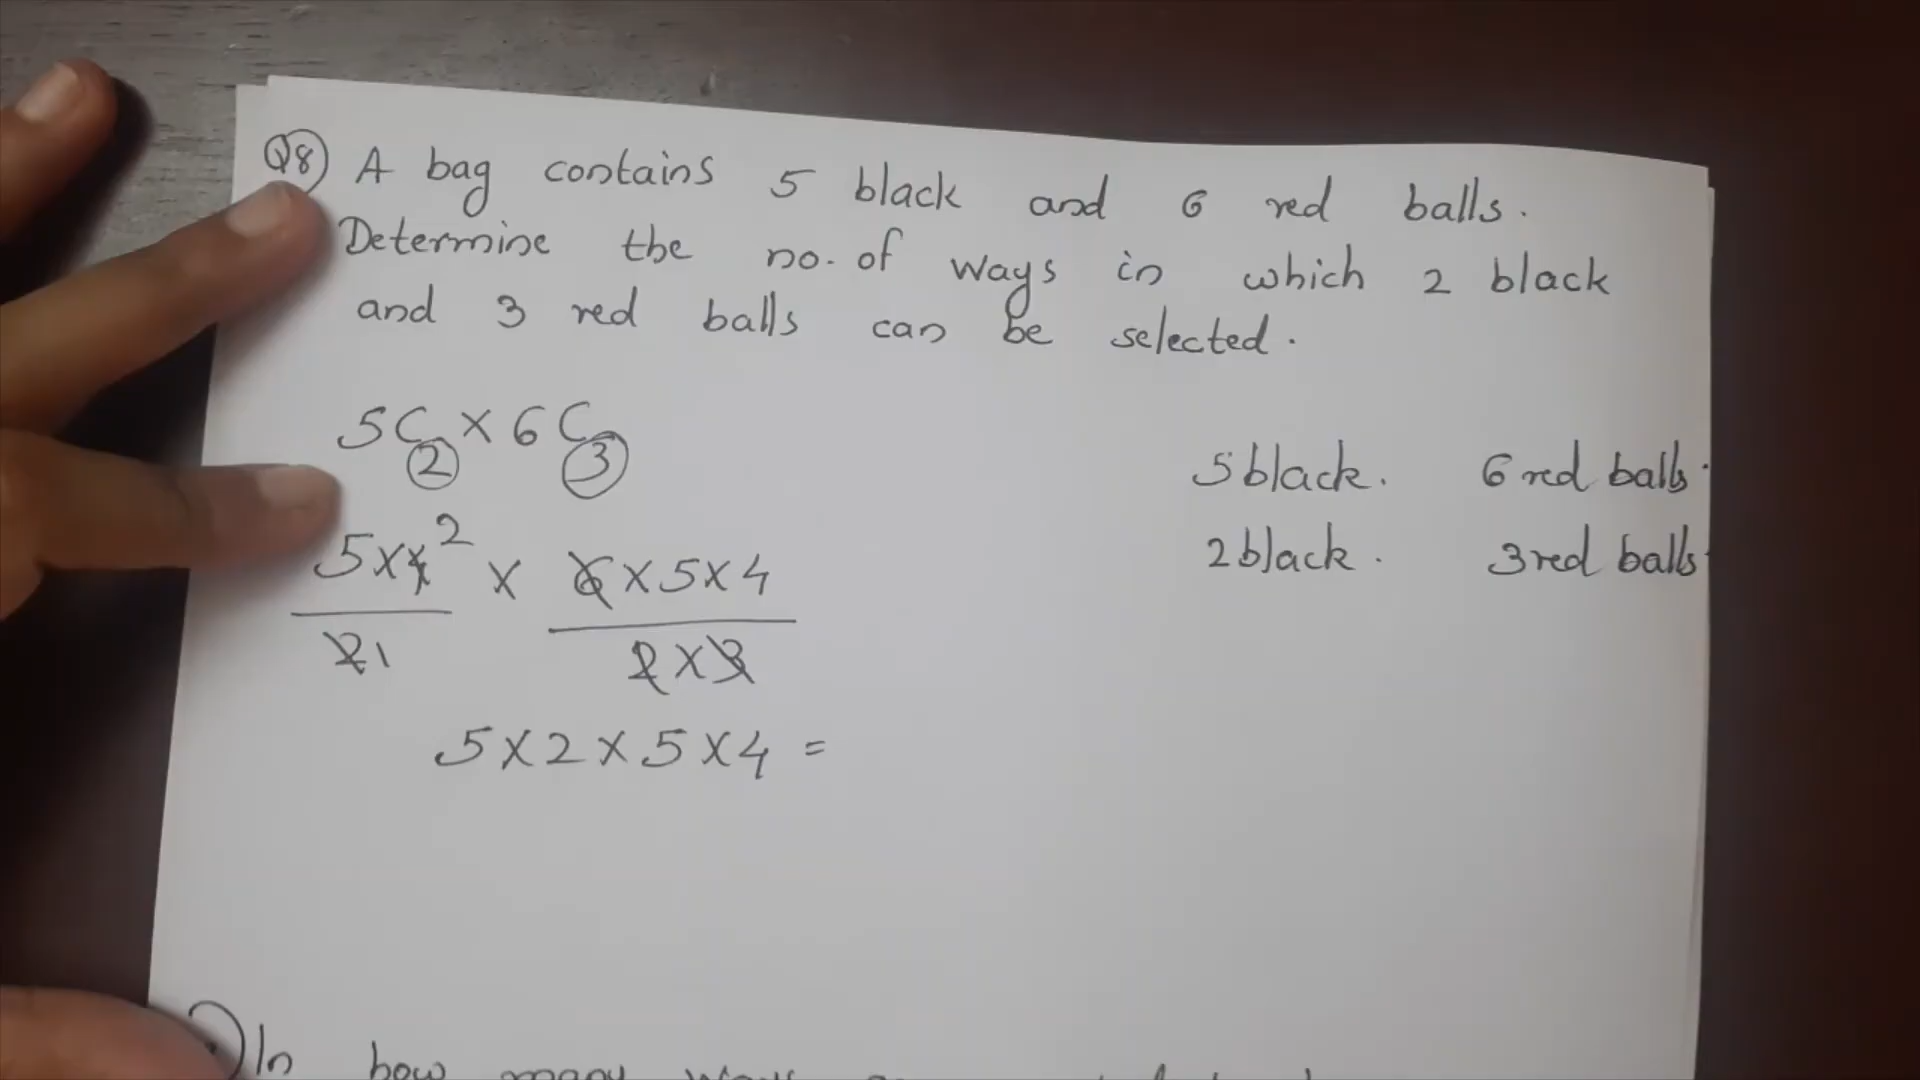 Q8) A bag contains 5 black and 6 red balls.
Determine the no. of ways in which 2 black
and 3 red balls can be selected.
5C2 × 6C3
5 black. 6 red balls.
2 black. 3 red balls
5×4 2 × 6×5×4
2 1 2×3
5×2×5×4 =
) In how many ways